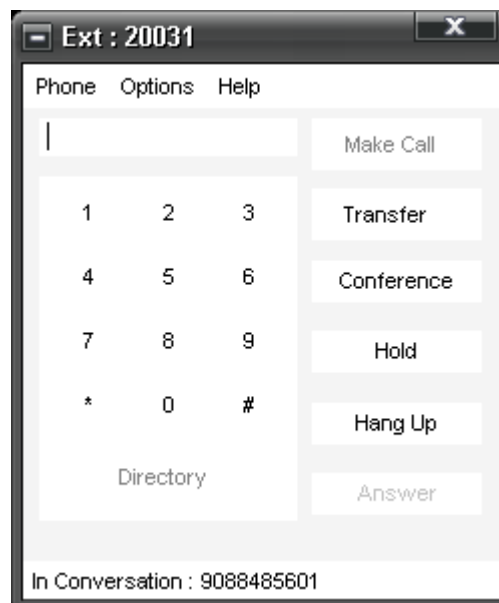 Ext : 20031
X
Phone Options Help
Make Call
1 2 3
Transfer
4 5 6
Conference
7 8 9
Hold
* 0 #
Hang Up
Directory
Answer
In Conversation : 9088485601